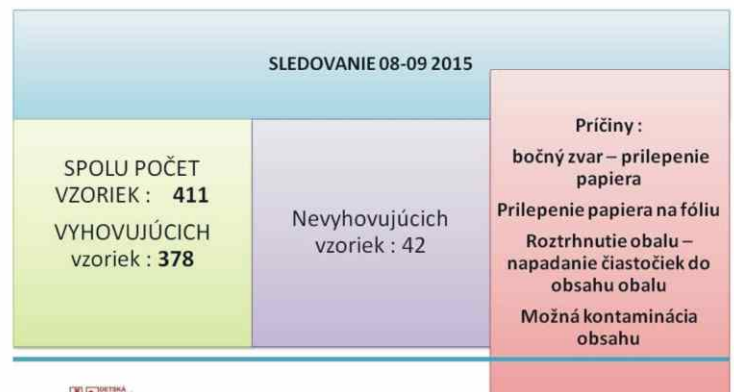 SLEDOVANIE 08-09 2015
SPOLU POČET
VZORIEK : 411
VYHOVUJÚCICH
vzoriek : 378
Nevyhovujúcich
vzoriek : 42
Príčiny :
bočný zvar – prilepenie
papiera
Prilepenie papiera na fóliu
Roztrhnutie obalu –
napadanie čiastočiek do
obsahu obalu
Možná kontaminácia
obsahu
DETSKÁ